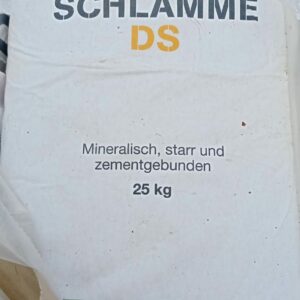 SCHLÄMME
DS
Mineralisch, starr und
zementgebunden
25 kg